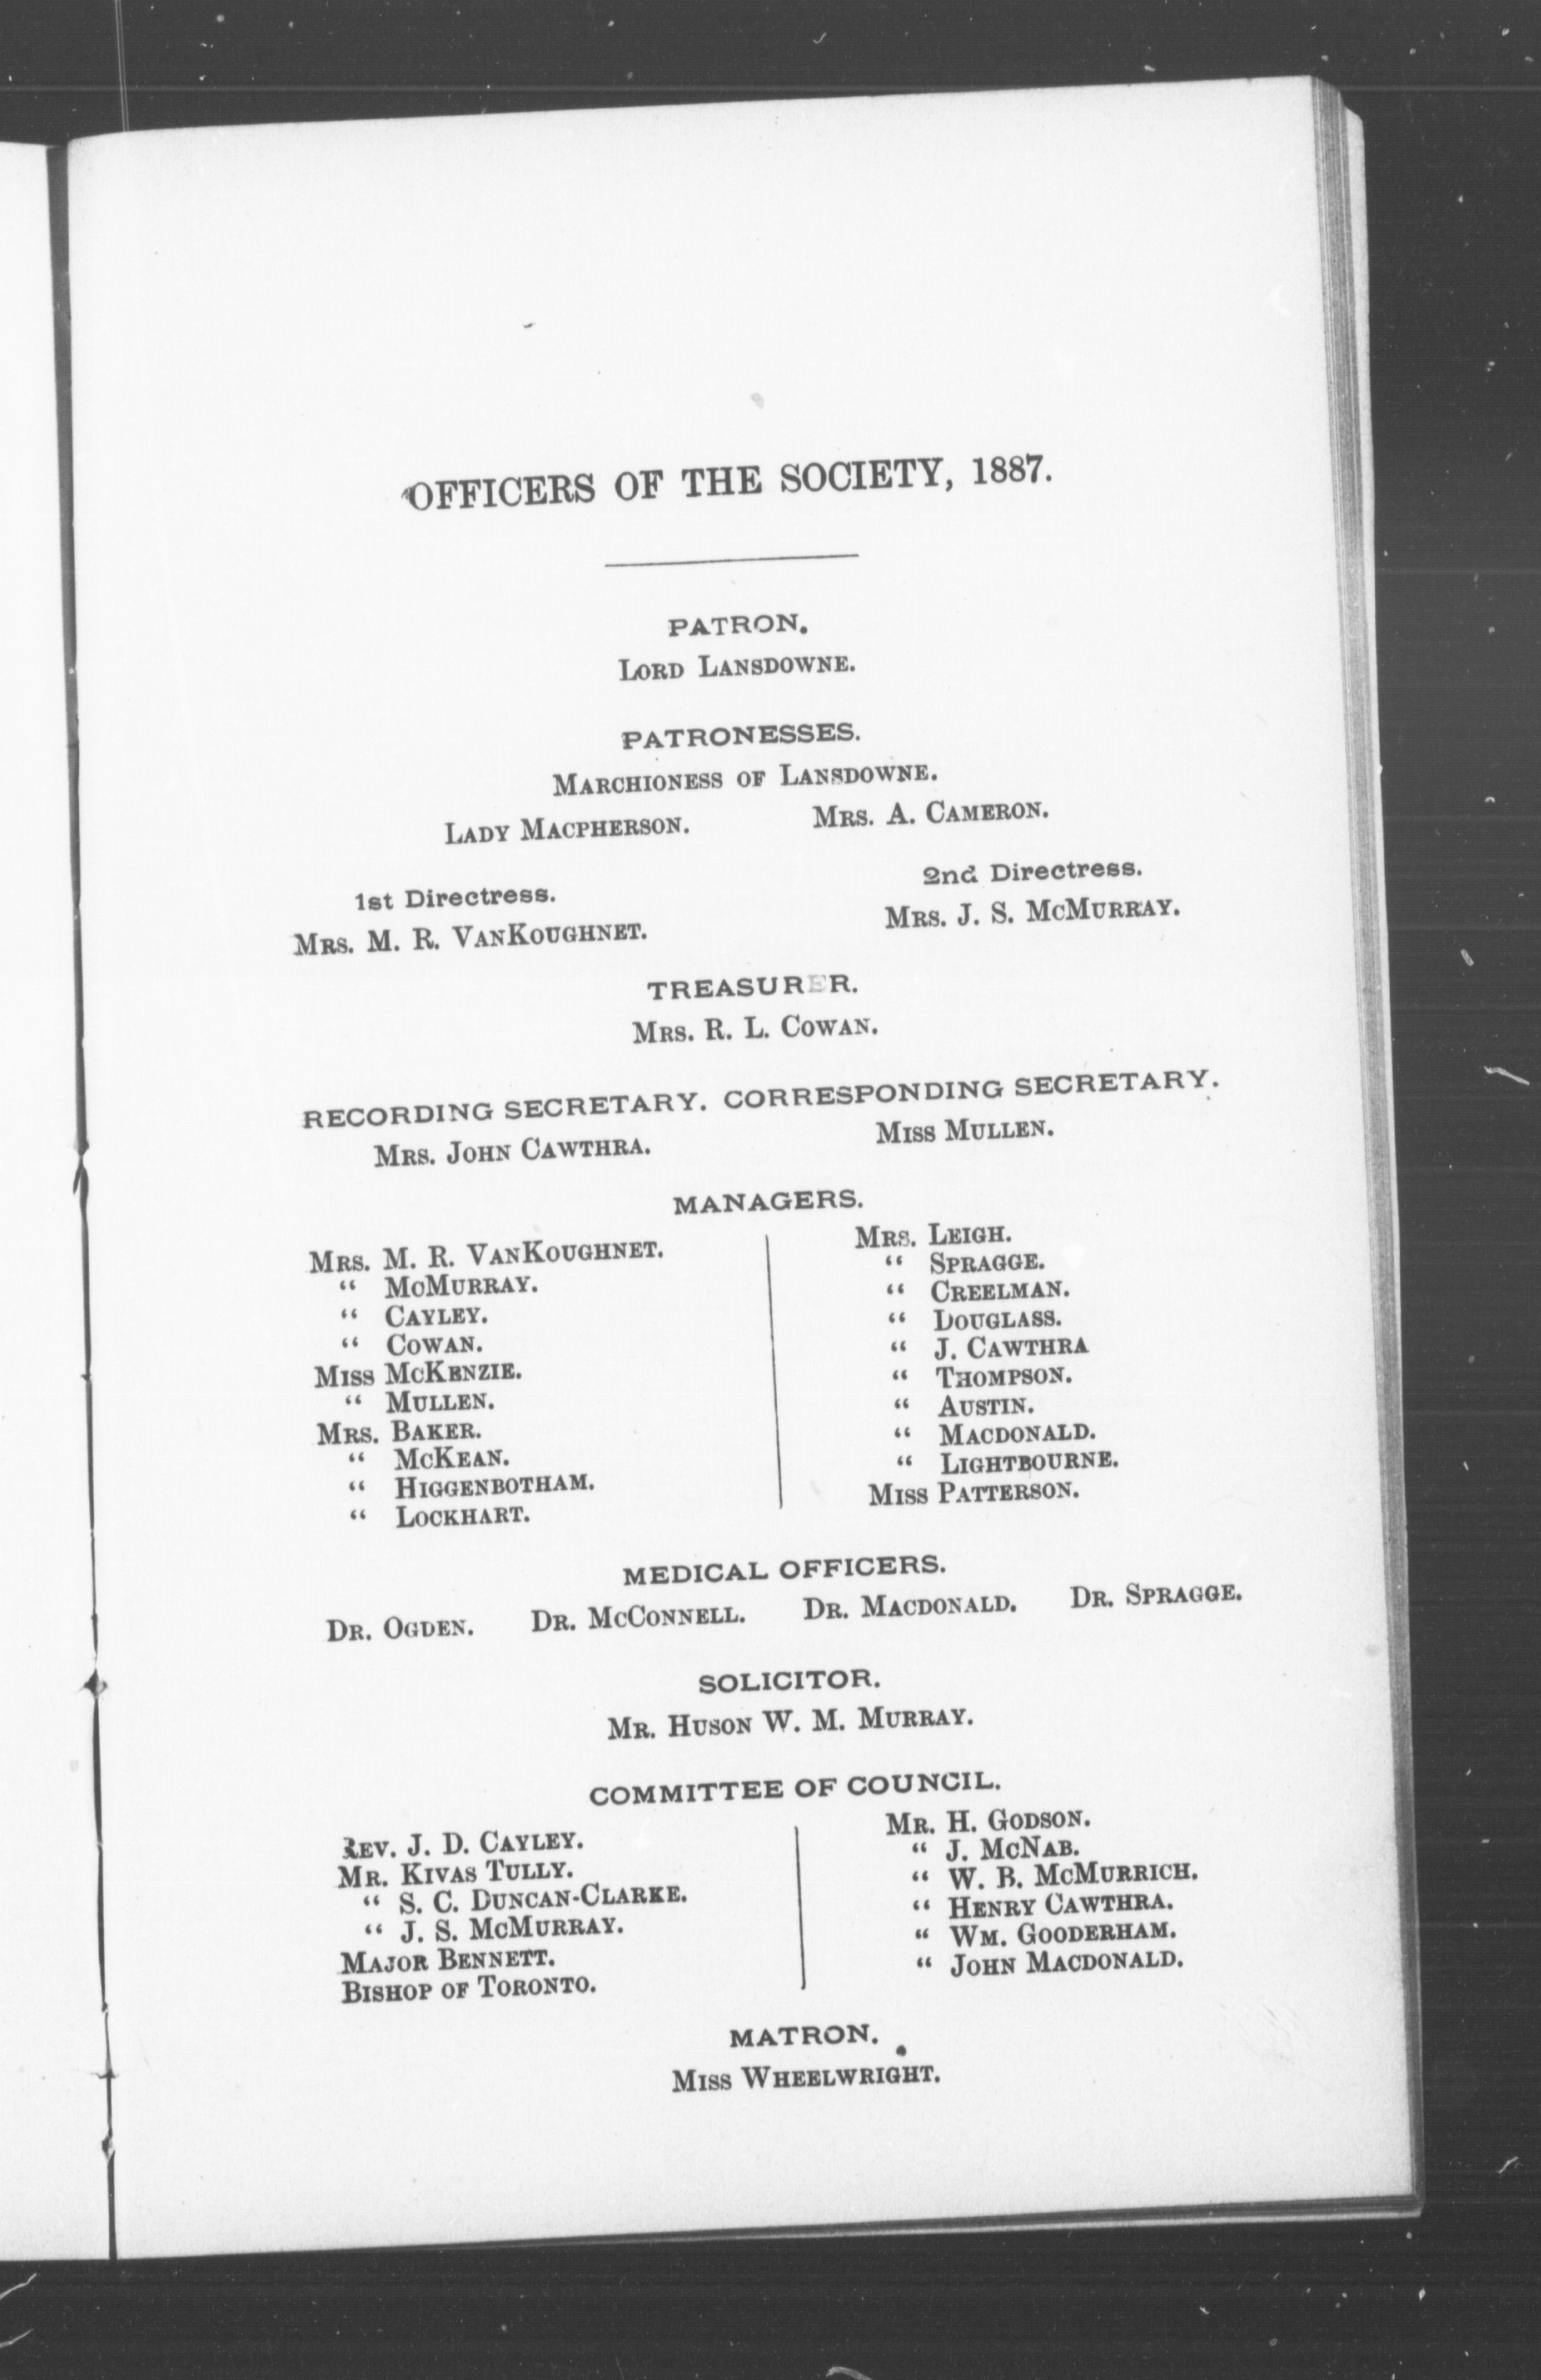 OFFICERS OF THE SOCIETY, 1887.
PATRON.
LORD LANSDOWNE.
PATRONESSES.
MARCHIONESS OF LANSDOWNE.
LADY MACPHERSON. MRS. A. CAMERON.
1st Directress. 2nd Directress.
MRS. M. R. VANKOUGHNET. MRS. J. S. MCMURRAY.
TREASURER.
MRS. R. L. COWAN.
RECORDING SECRETARY. CORRESPONDING SECRETARY.
MRS. JOHN CAWTHRA. MISS MULLEN.
MANAGERS.
MRS. M. R. VANKOUGHNET.
“ MCMURRAY.
“ CAYLEY.
“ COWAN.
MISS MCKENZIE.
“ MULLEN.
MRS. BAKER.
“ MCKEAN.
“ HIGGENBOTHAM.
“ LOCKHART.
MRS. LEIGH.
“ SPRAGGE.
“ CREELMAN.
“ DOUGLASS.
“ J. CAWTHRA
“ THOMPSON.
“ AUSTIN.
“ MACDONALD.
“ LIGHTBOURNE.
MISS PATTERSON.
MEDICAL OFFICERS.
DR. OGDEN. DR. MCCONNELL. DR. MACDONALD. DR. SPRAGGE.
SOLICITOR.
MR. HUSON W. M. MURRAY.
COMMITTEE OF COUNCIL.
REV. J. D. CAYLEY.
MR. KIVAS TULLY.
“ S. C. DUNCAN-CLARKE.
“ J. S. MCMURRAY.
MAJOR BENNETT.
BISHOP OF TORONTO.
MR. H. GODSON.
“ J. MCNAB.
“ W. B. MCMURRICH.
“ HENRY CAWTHRA.
“ WM. GOODERHAM.
“ JOHN MACDONALD.
MATRON.
MISS WHEELWRIGHT.